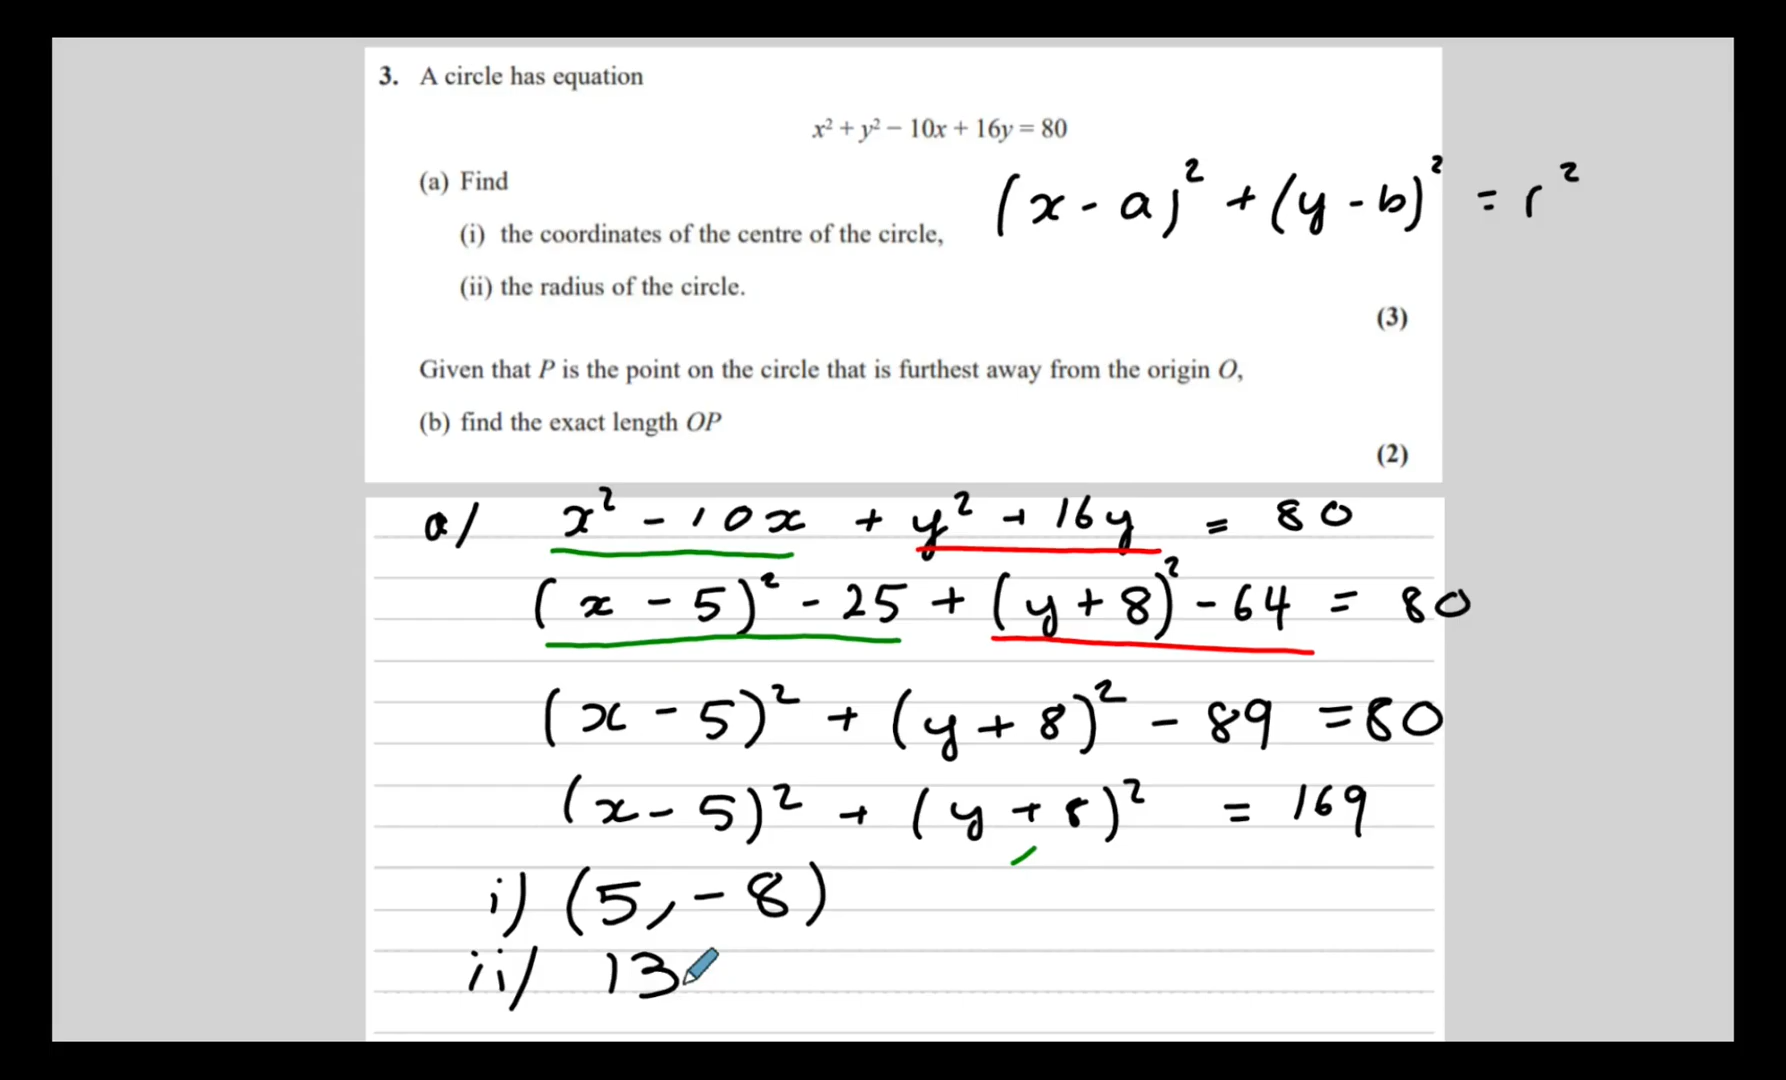 3. A circle has equation
x² + y² − 10x + 16y = 80
(a) Find
(x - a)² + (y - b)² = r²
(i) the coordinates of the centre of the circle,
(ii) the radius of the circle.
(3)
Given that P is the point on the circle that is furthest away from the origin O,
(b) find the exact length OP
(2)
a/ x² - 10x + y² + 16y = 80
(x - 5)² - 25 + (y + 8)² - 64 = 80
(x - 5)² + (y + 8)² - 89 = 80
(x - 5)² + (y + 8)² = 169
i) (5, -8)
ii/ 13